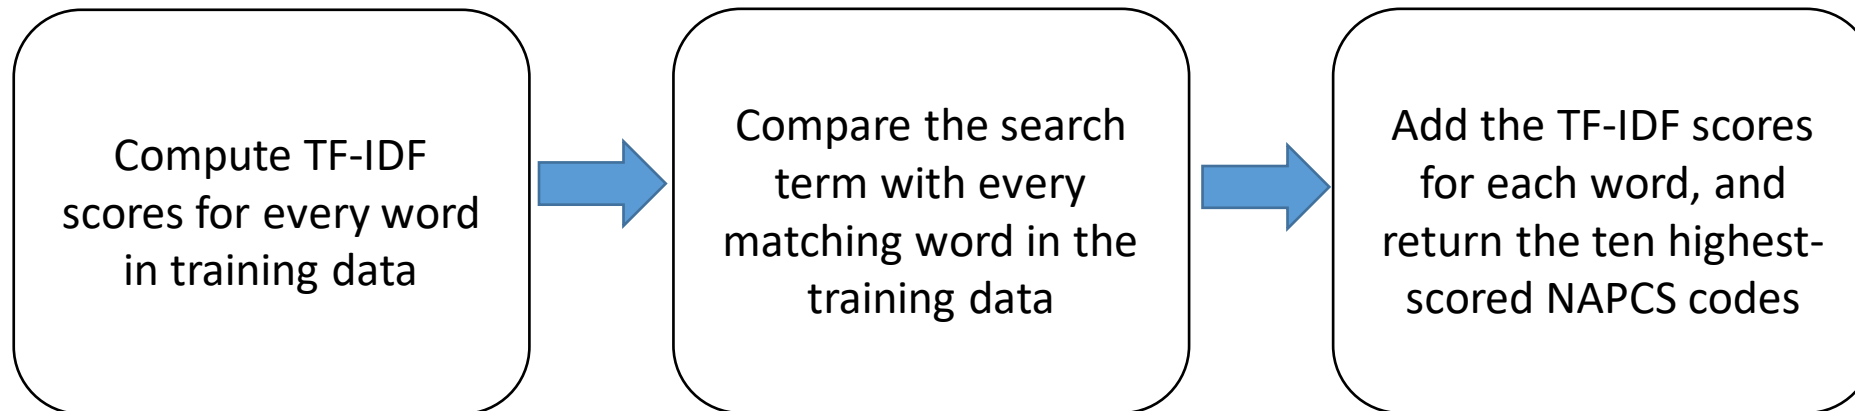 Compute TF-IDF
scores for every word
in training data
Compare the search
term with every
matching word in the
training data
Add the TF-IDF scores
for each word, and
return the ten highest-
scored NAPCS codes